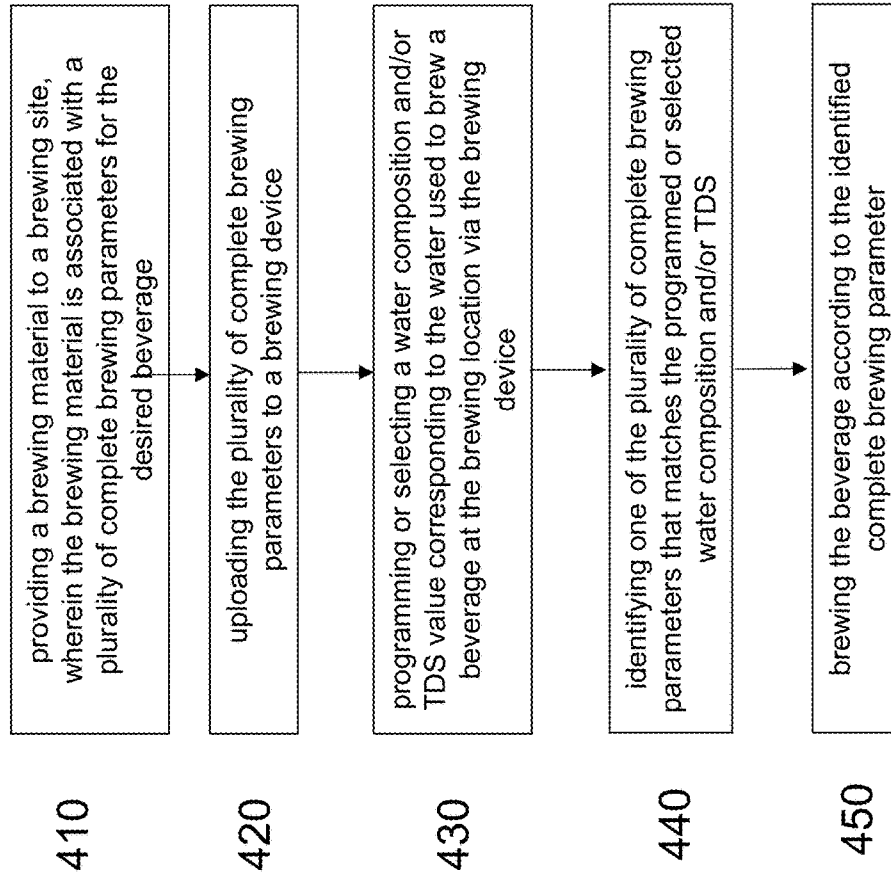 410
providing a brewing material to a brewing site,
wherein the brewing material is associated with a
plurality of complete brewing parameters for the
desired beverage
420
uploading the plurality of complete brewing
parameters to a brewing device
430
programming or selecting a water composition and/or
TDS value corresponding to the water used to brew a
beverage at the brewing location via the brewing
device
440
identifying one of the plurality of complete brewing
parameters that matches the programmed or selected
water composition and/or TDS
450
brewing the beverage according to the identified
complete brewing parameter